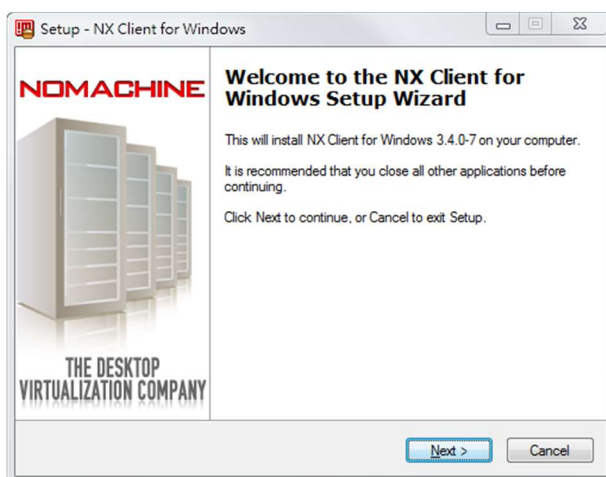 Setup - NX Client for Windows
NOMACHINE
Welcome to the NX Client for
Windows Setup Wizard
This will install NX Client for Windows 3.4.0-7 on your computer.
It is recommended that you close all other applications before
continuing.
Click Next to continue, or Cancel to exit Setup.
THE DESKTOP
VIRTUALIZATION COMPANY
Next >
Cancel